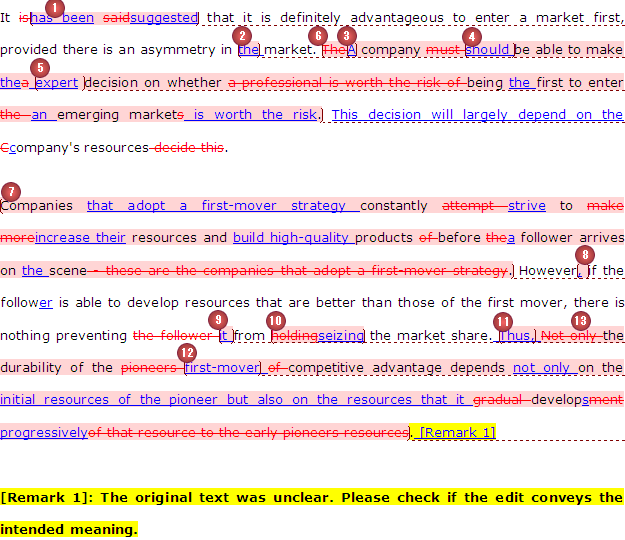 1
It is has been said suggested that it is definitely advantageous to enter a market first,
2 6 3 4
provided there is an asymmetry in the market. The A company must should be able to make
5
the a expert decision on whether a professional is worth the risk of being the first to enter
the an emerging markets is worth the risk. This decision will largely depend on the
Ccompany's resources decide this.
7
Companies that adopt a first-mover strategy constantly attempt strive to make
more increase their resources and build high-quality products of before the a follower arrives
8
on the scene - these are the companies that adopt a first-mover strategy. However, if the
follower is able to develop resources that are better than those of the first mover, there is
9 10 11 13
nothing preventing the follower it from holding seizing the market share. Thus, Not only the
12
durability of the pioneers first-mover of competitive advantage depends not only on the
initial resources of the pioneer but also on the resources that it gradual developsment
progressively of that resource to the early pioneers resources. [Remark 1]
[Remark 1]: The original text was unclear. Please check if the edit conveys the
intended meaning.